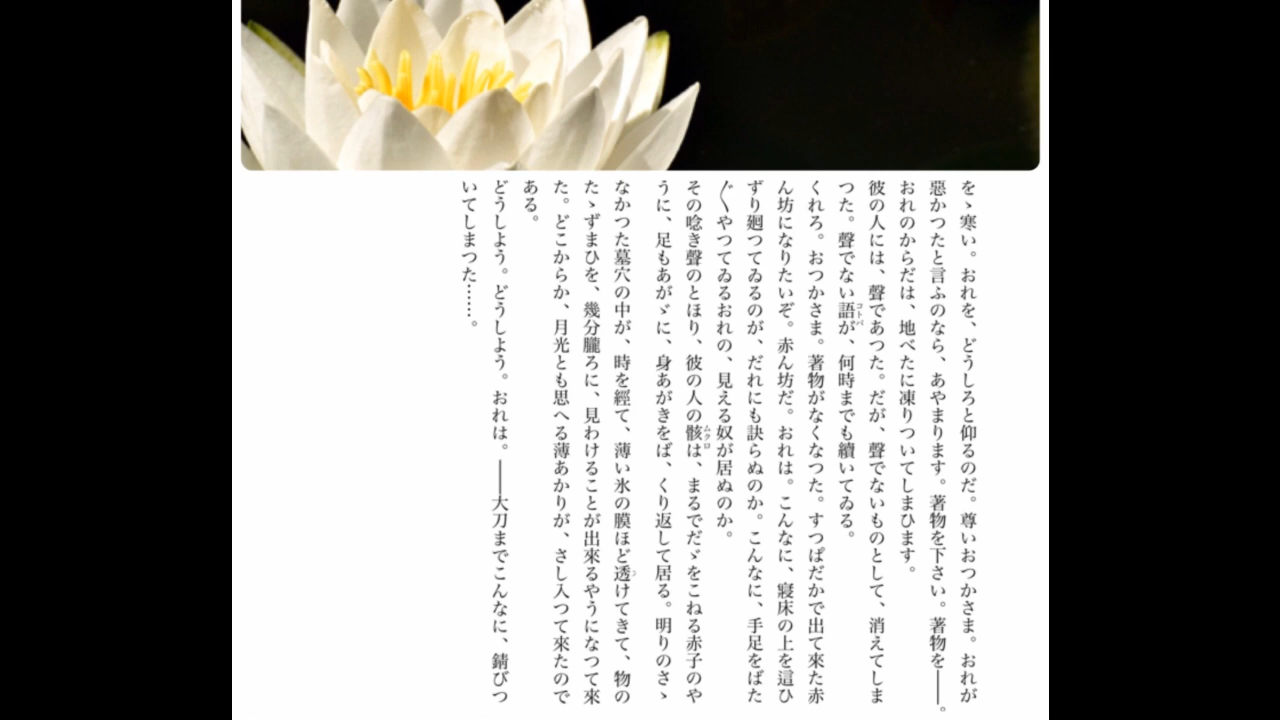 をゝ寒い。おれを、どうしろと仰るのだ。尊いおつかさま。おれが
惡かつたと言ふのなら、あやまります。著物を下さい。著物を――。
おれのからだは、地べたに凍りついてしまひます。
彼の人には、聲であつた。だが、聲でないものとして、消えてしま
つた。聲でない語コトバが、何時までも續いてゐる。
くれろ。おつかさま。著物がなくなつた。すつぱだかで出て來た赤
ん坊になりたいぞ。赤ん坊だ。おれは。こんなに、寢床の上を這ひ
ずり廻つてゐるのが、だれにも訣らぬのか。こんなに、手足をばた
〴〵やつてゐるおれの、見える奴が居ぬのか。
その唸き聲のとほり、彼の人の骸ムクロは、まるでだゞをこねる赤子のや
うに、足もあがゞに、身あがきをば、くり返して居る。明りのさゝ
なかつた墓穴の中が、時を經て、薄い氷の膜ほど透けてきて、物の
たゝずまひを、幾分朧ろに、見わけることが出來るやうになつて來
た。どこからか、月光とも思へる薄あかりが、さし入つて來たので
ある。
どうしよう。どうしよう。おれは。――大刀までこんなに、錆びつ
いてしまつた……。